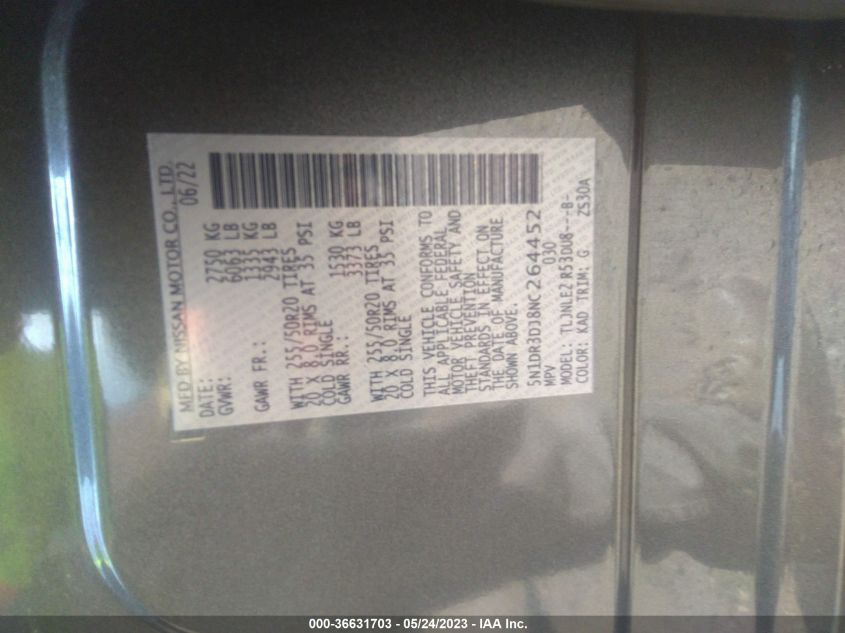 MFD BY NISSAN MOTOR CO., LTD.
DATE: 06/22
GVWR: 2750 KG
6063 LB
GAWR FR.: 1335 KG
2943 LB
WITH 255/50R20 TIRES
20 X 8.0 RIMS AT 35 PSI
COLD SINGLE
GAWR RR.: 1530 KG
3373 LB
WITH 255/50R20 TIRES
20 X 8.0 RIMS AT 35 PSI
COLD SINGLE
THIS VEHICLE CONFORMS TO
ALL APPLICABLE FEDERAL
MOTOR VEHICLE SAFETY AND
THEFT PREVENTION
STANDARDS IN EFFECT ON
THE DATE OF MANUFACTURE
SHOWN ABOVE.
5N1DR3D18NC264452
MPV D30
MODEL: TLJNLE2 R53DU8---B-
COLOR: KAD TRIM: G ZS30A
000-36631703 - 05/24/2023 - IAA Inc.